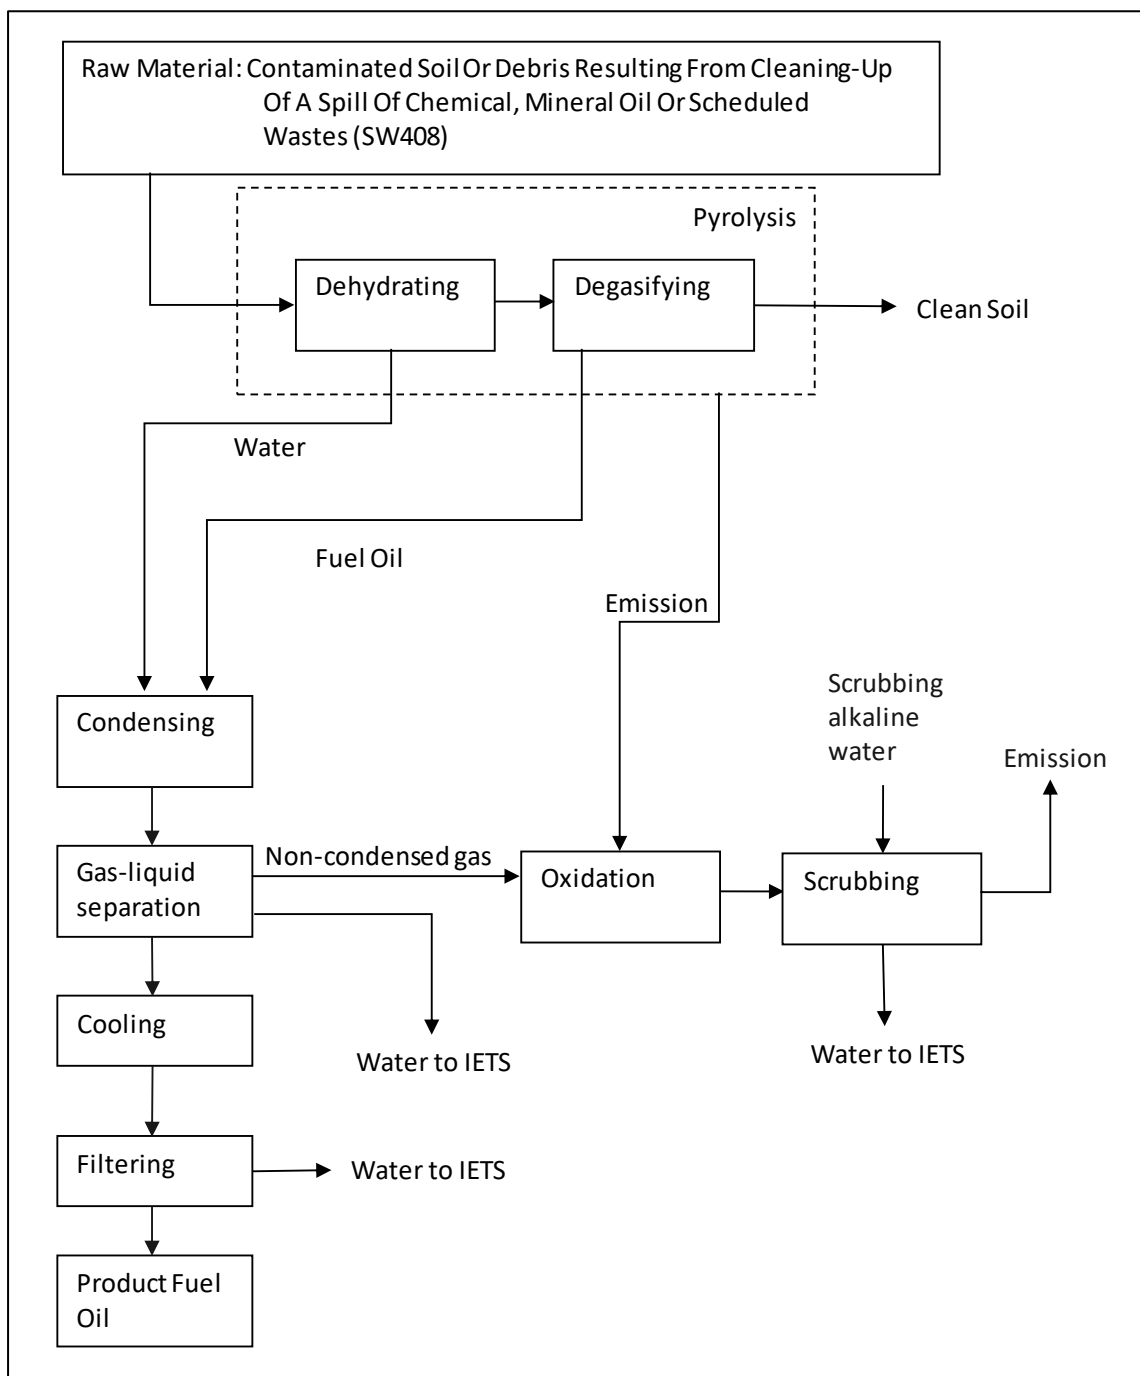 Raw Material: Contaminated Soil Or Debris Resulting From Cleaning-Up
Of A Spill Of Chemical, Mineral Oil Or Scheduled
Wastes (SW408)
Pyrolysis
Dehydrating
Degasifying
Clean Soil
Water
Fuel Oil
Emission
Scrubbing
alkaline
water
Emission
Condensing
Gas-liquid
separation
Non-condensed gas
Oxidation
Scrubbing
Cooling
Water to IETS
Water to IETS
Filtering
Water to IETS
Product Fuel
Oil